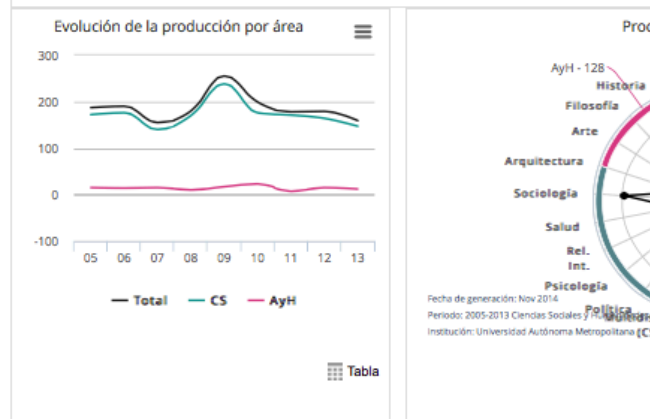 Evolución de la producción por área
300
200
100
0
-100
05 06 07 08 09 10 11 12 13
Total CS AyH
Tabla
Proc
AyH - 128
Historia
Filosofía
Arte
Arquitectura
Sociología
Salud
Rel.
Int.
Psicología
Política
Fecha de generación: Nov 2014
Periodo: 2005-2013 Ciencias Sociales y
Institución: Universidad Autónoma Metropolitana